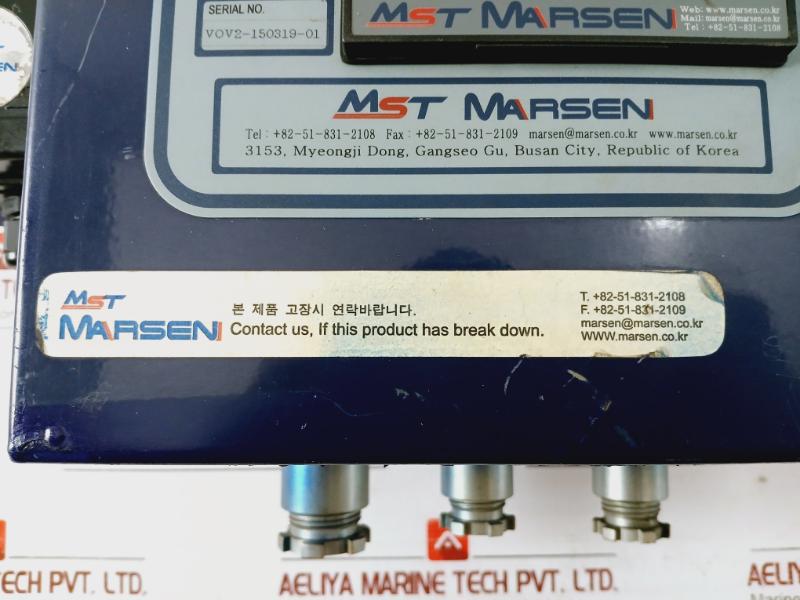 SERIAL NO.
VOV2-150319-01
MST MARSEN
Web: www.marsen.co.kr
Mail: marsen@marsen.co.kr
Tel : +82-51-831-2108
MST MARSEN
Tel : +82-51-831-2108 Fax : +82-51-831-2109 marsen@marsen.co.kr www.marsen.co.kr
3153, Myeongji Dong, Gangseo Gu, Busan City, Republic of Korea
MST
MARSEN
본 제품 고장시 연락바랍니다.
Contact us, If this product has break down.
T. +82-51-831-2108
F. +82-51-831-2109
marsen@marsen.co.kr
WWW.marsen.co.kr
SEN
TECH PVT. LTD.
AELIYA MARINE TECH PVT. LTD.
AELIYA